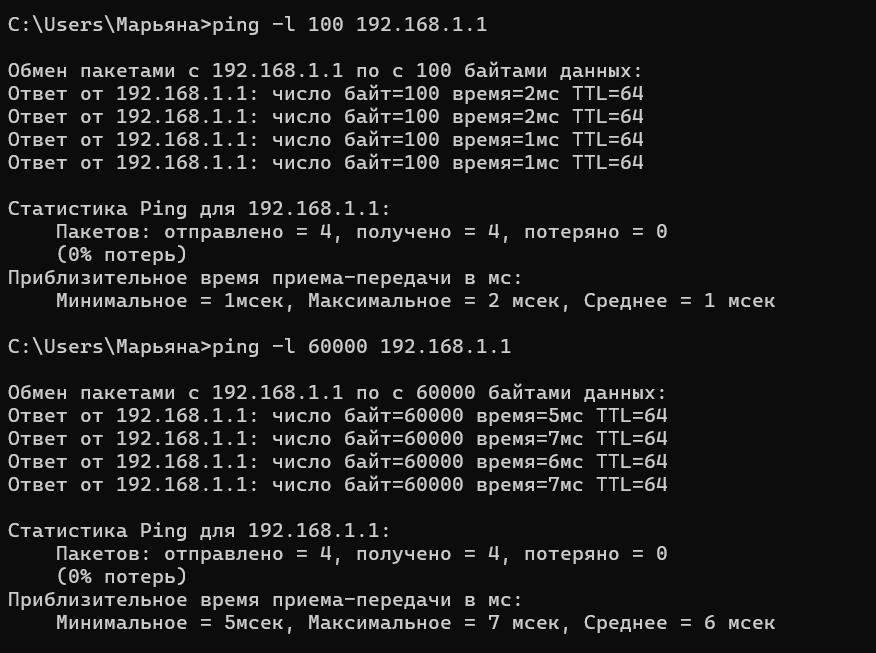 C:\Users\Марьяна>ping -l 100 192.168.1.1
Обмен пакетами с 192.168.1.1 по с 100 байтами данных:
Ответ от 192.168.1.1: число байт=100 время=2мс TTL=64
Ответ от 192.168.1.1: число байт=100 время=2мс TTL=64
Ответ от 192.168.1.1: число байт=100 время=1мс TTL=64
Ответ от 192.168.1.1: число байт=100 время=1мс TTL=64
Статистика Ping для 192.168.1.1:
Пакетов: отправлено = 4, получено = 4, потеряно = 0
(0% потерь)
Приблизительное время приема-передачи в мс:
Минимальное = 1мсек, Максимальное = 2 мсек, Среднее = 1 мсек
C:\Users\Марьяна>ping -l 60000 192.168.1.1
Обмен пакетами с 192.168.1.1 по с 60000 байтами данных:
Ответ от 192.168.1.1: число байт=60000 время=5мс TTL=64
Ответ от 192.168.1.1: число байт=60000 время=7мс TTL=64
Ответ от 192.168.1.1: число байт=60000 время=6мс TTL=64
Ответ от 192.168.1.1: число байт=60000 время=7мс TTL=64
Статистика Ping для 192.168.1.1:
Пакетов: отправлено = 4, получено = 4, потеряно = 0
(0% потерь)
Приблизительное время приема-передачи в мс:
Минимальное = 5мсек, Максимальное = 7 мсек, Среднее = 6 мсек